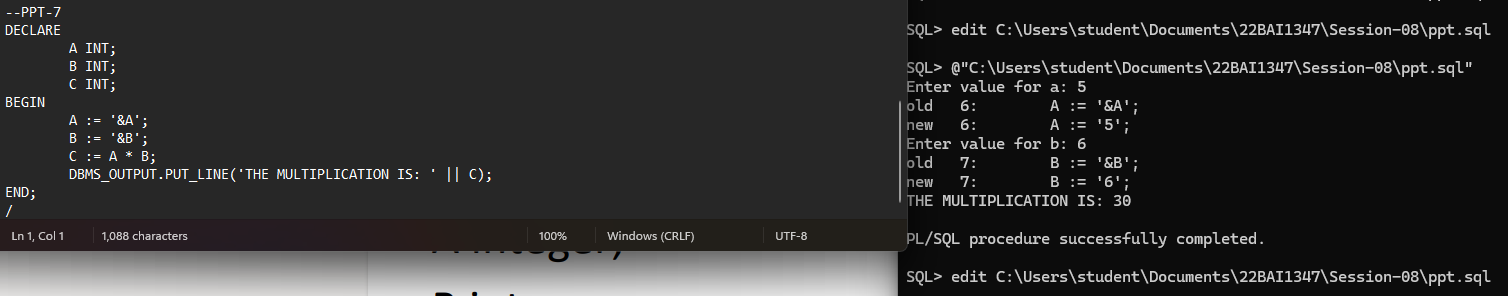 --PPT-7
DECLARE
A INT;
B INT;
C INT;
BEGIN
A := '&A';
B := '&B';
C := A * B;
DBMS_OUTPUT.PUT_LINE('THE MULTIPLICATION IS: ' || C);
END;
/
Ln 1, Col 1
1,088 characters
100%
Windows (CRLF)
UTF-8
SQL> edit C:\Users\student\Documents\22BAI1347\Session-08\ppt.sql
SQL> @"C:\Users\student\Documents\22BAI1347\Session-08\ppt.sql"
Enter value for a: 5
old   6:         A := '&A';
new   6:         A := '5';
Enter value for b: 6
old   7:         B := '&B';
new   7:         B := '6';
THE MULTIPLICATION IS: 30
PL/SQL procedure successfully completed.
SQL> edit C:\Users\student\Documents\22BAI1347\Session-08\ppt.sql